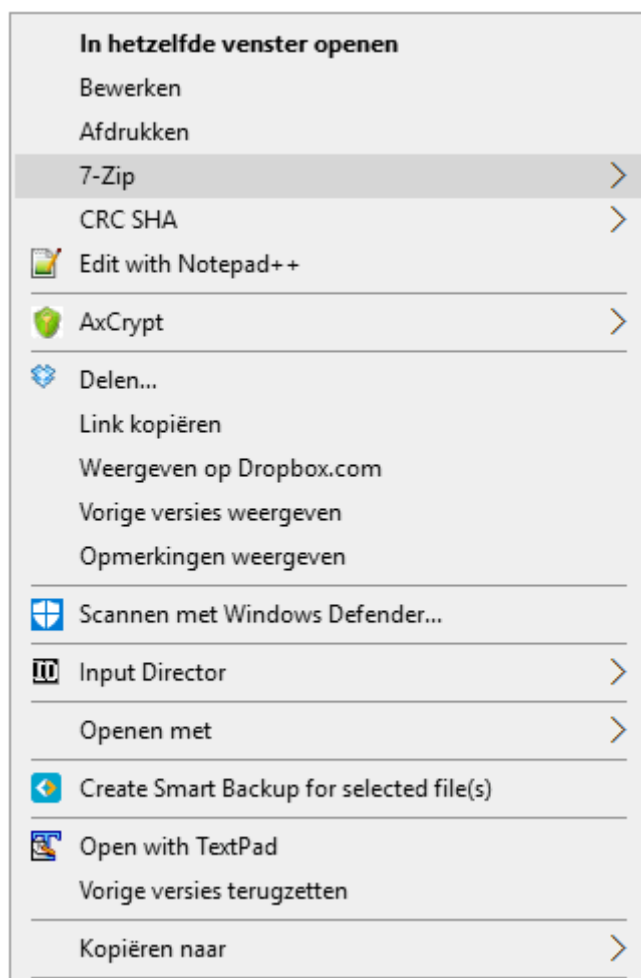 In hetzelfde venster openen
Bewerken
Afdrukken
7-Zip
CRC SHA
Edit with Notepad++
AxCrypt
Delen...
Link kopiëren
Weergeven op Dropbox.com
Vorige versies weergeven
Opmerkingen weergeven
Scannen met Windows Defender...
Input Director
Openen met
Create Smart Backup for selected file(s)
Open with TextPad
Vorige versies terugzetten
Kopiëren naar